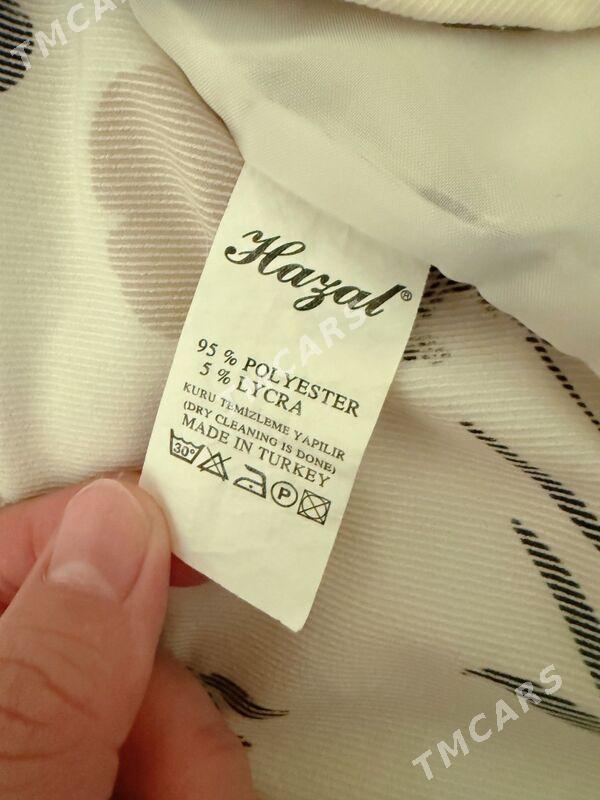 TMCARS
Hazal®
95 % POLYESTER
5 % LYCRA
KURU TEMİZLEME YAPILIR
(DRY CLEANING IS DONE)
MADE IN TURKEY
30°
P
TMCARS
TMCARS